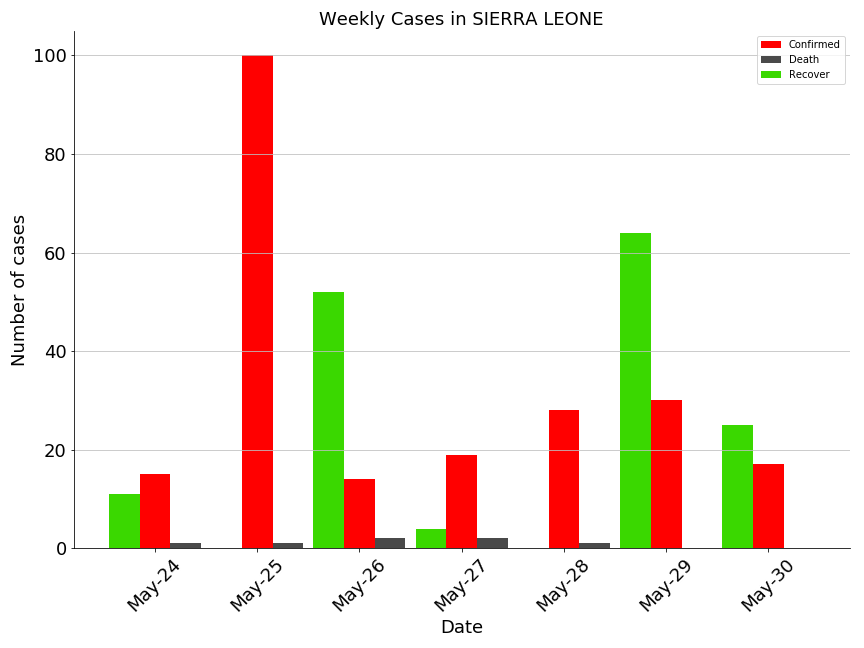 Weekly Cases in SIERRA LEONE
Confirmed
Death
Recover
Number of cases
100
80
60
40
20
0
May-24
May-25
May-26
May-27
May-28
May-29
May-30
Date